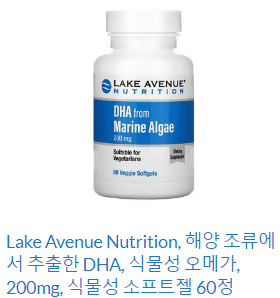 LAKE AVENUE®
NUTRITION
DHA from
Marine Algae
200 mg
Suitable for
Vegetarians
Dietary
Supplement
60 Veggie Softgels
Lake Avenue Nutrition, 해양 조류에
서 추출한 DHA, 식물성 오메가,
200mg, 식물성 소프트젤 60정